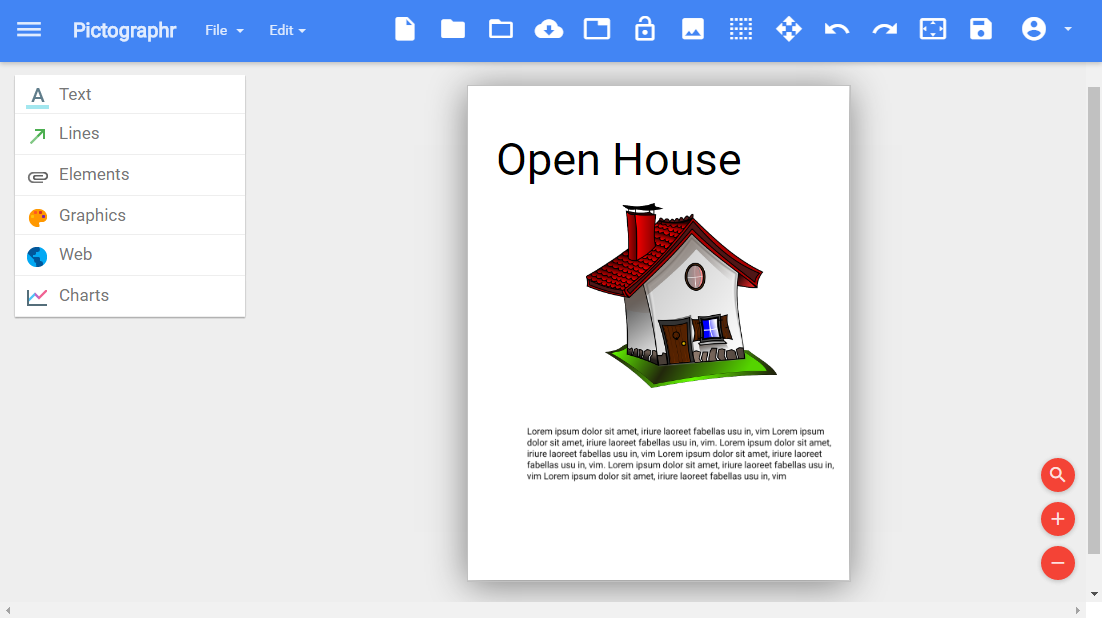 Pictographr
File
Edit
A Text
Lines
Elements
Graphics
Web
Charts
Open House
Lorem ipsum dolor sit amet, iriure laoreet fabellas usu in, vim Lorem ipsum
dolor sit amet, iriure laoreet fabellas usu in, vim. Lorem ipsum dolor sit amet,
iriure laoreet fabellas usu in, vim Lorem ipsum dolor sit amet, iriure laoreet
fabellas usu in, vim. Lorem ipsum dolor sit amet, iriure laoreet fabellas usu in,
vim Lorem ipsum dolor sit amet, iriure laoreet fabellas usu in, vim